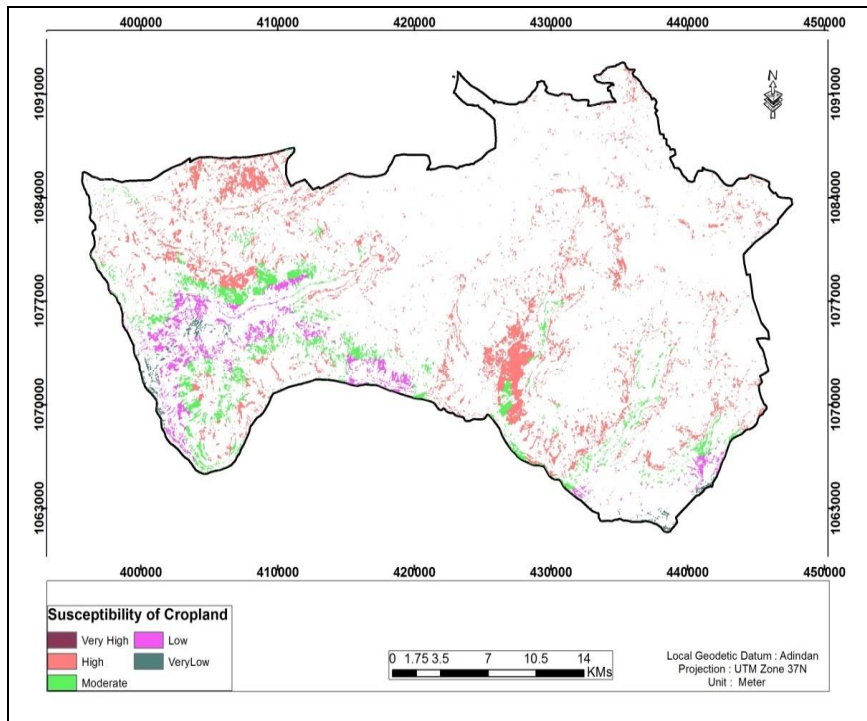 400000 410000 420000 430000 440000 450000
N
1091000 1091000
1084000 1084000
1077000 1077000
1070000 1070000
1063000 1063000
400000 410000 420000 430000 440000 450000
Susceptibility of Cropland
Very High Low
High VeryLow
Moderate
0 1.75 3.5 7 10.5 14
KMs
Local Geodetic Datum : Adindan
Projection : UTM Zone 37N
Unit : Meter